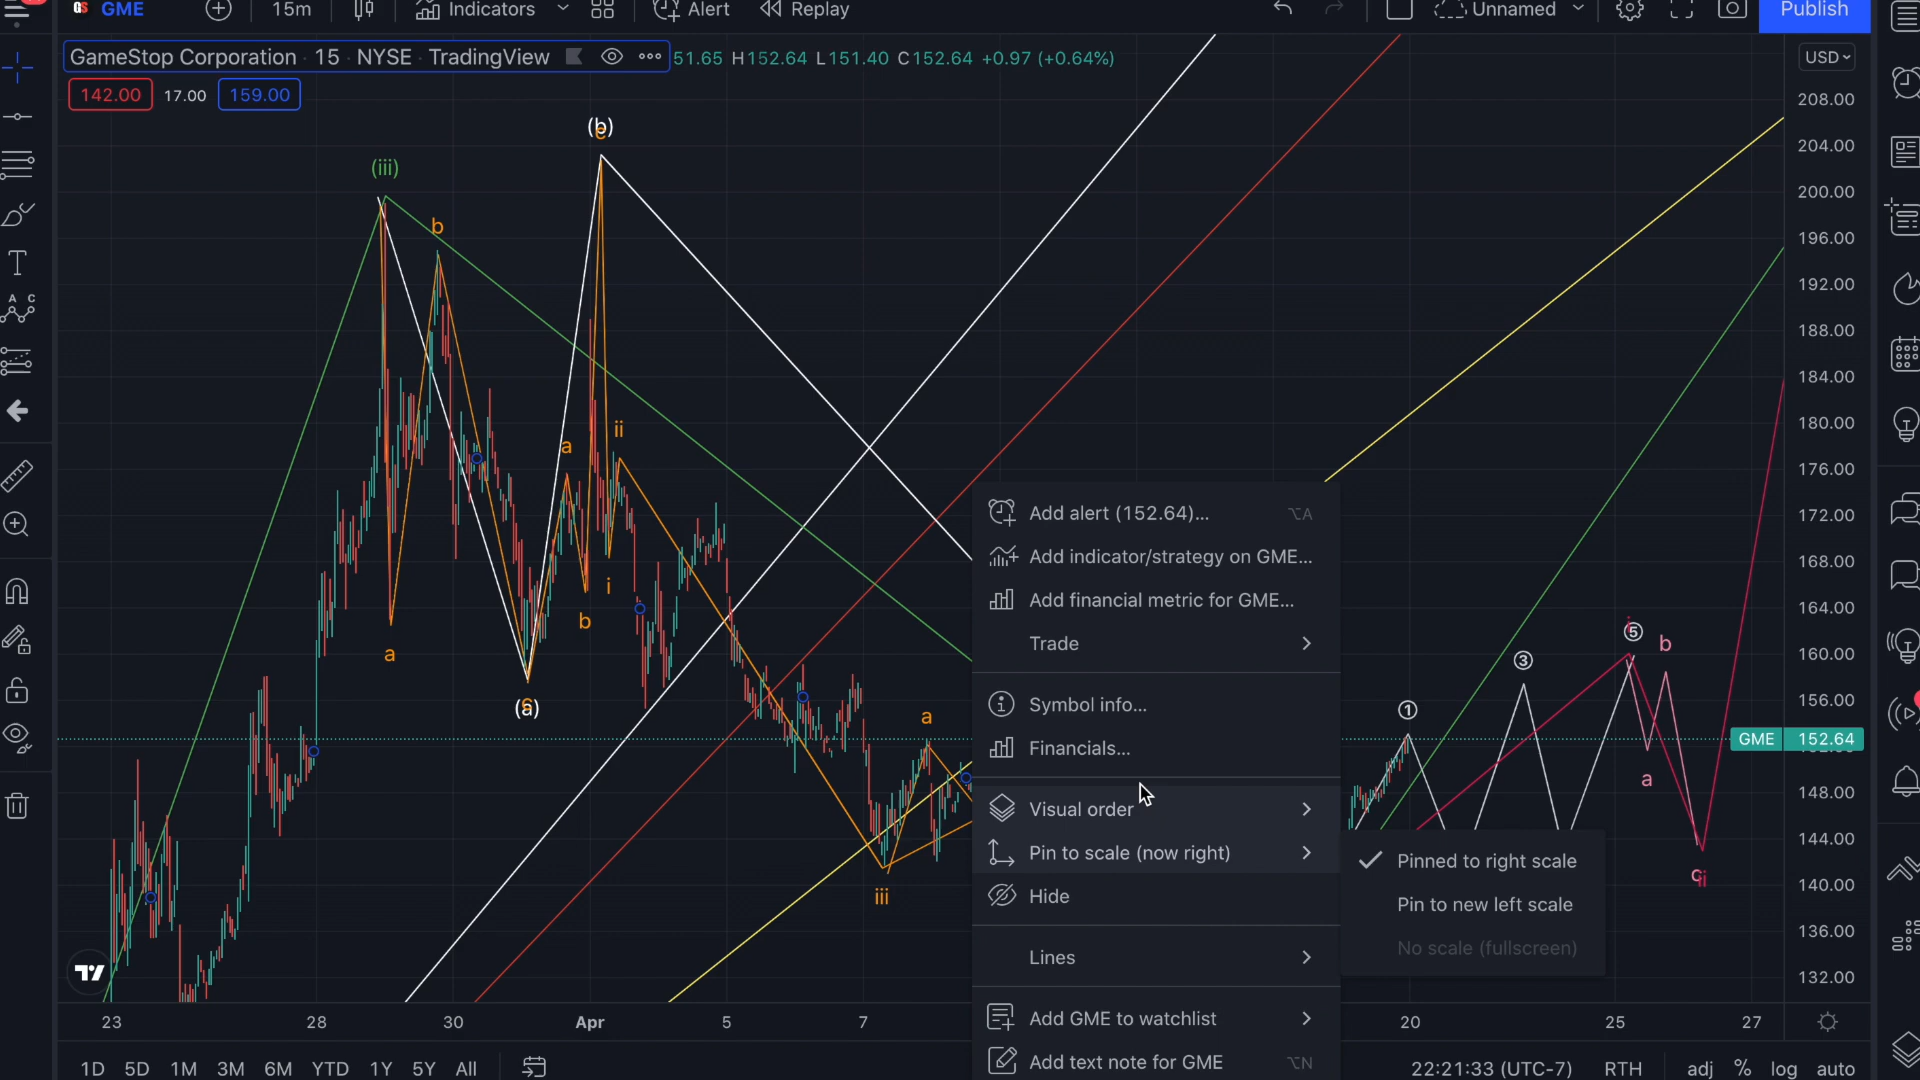 GME 15m Indicators Alert Replay Unnamed Publish
GameStop Corporation · 15 · NYSE · TradingView 51.65 H152.64 L151.40 C152.64 +0.97 (+0.64%) USD
142.00 17.00 159.00
208.00
204.00
200.00
196.00
192.00
188.00
184.00
180.00
176.00
172.00
168.00
164.00
160.00
156.00
GME 152.64
148.00
144.00
140.00
136.00
132.00
(b)
(iii)
b
ii
a
i
b
a
(a)
a
iii
① ③ ⑤ b
a
Add alert (152.64)... ⌥A
Add indicator/strategy on GME...
Add financial metric for GME...
Trade
Symbol info...
Financials...
Visual order
Pin to scale (now right)
Hide
Lines
Add GME to watchlist
Add text note for GME ⌥N
Pinned to right scale
Pin to new left scale
No scale (fullscreen)
23 28 30 Apr 5 7 20 25 27
1D 5D 1M 3M 6M YTD 1Y 5Y All 22:21:33 (UTC-7) RTH adj % log auto